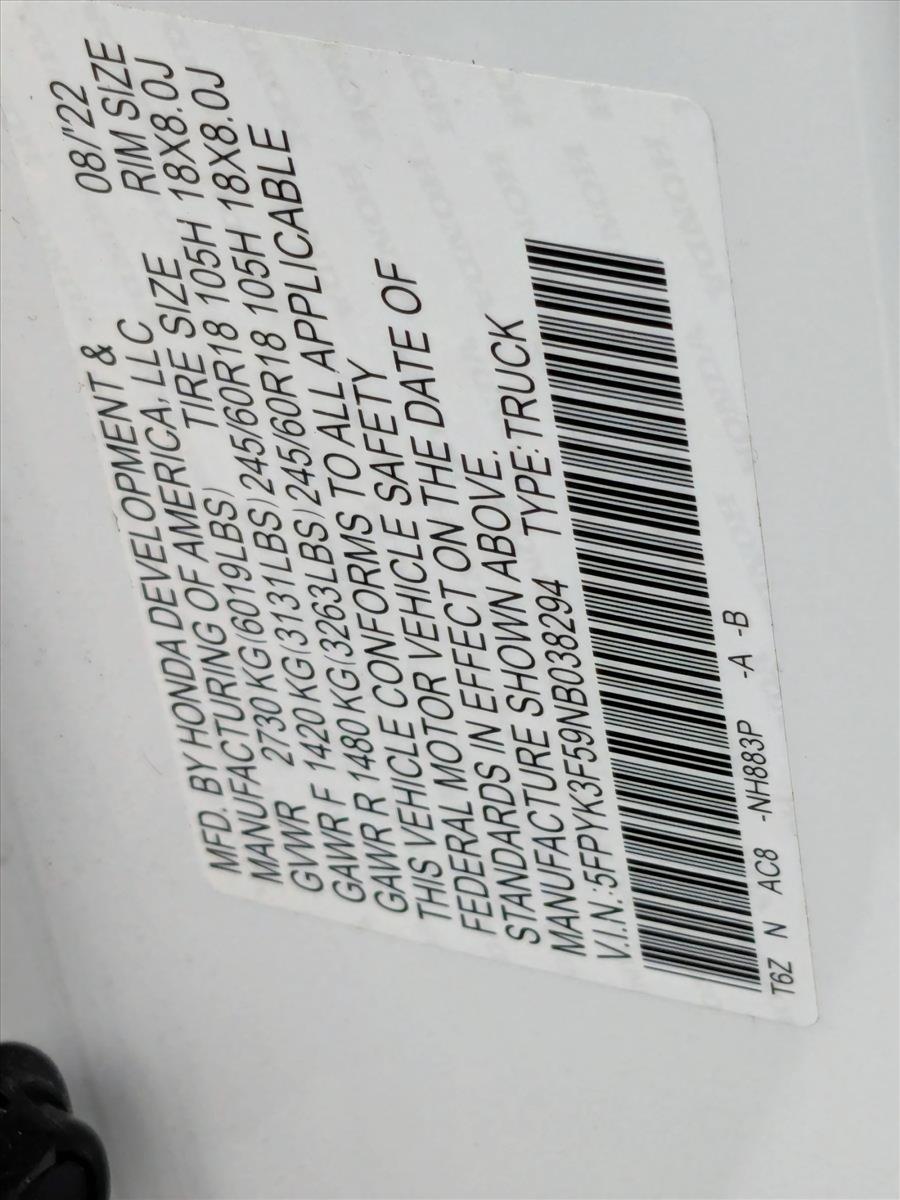 MFD. BY HONDA DEVELOPMENT & 08/'22
MANUFACTURING OF AMERICA, LLC RIM SIZE
TIRE SIZE
GVWR 2730 KG(6019LBS)
GAWR F 1420 KG(3131LBS) 245/60R18 105H 18X8.0J
GAWR R 1480 KG(3263LBS) 245/60R18 105H 18X8.0J
THIS VEHICLE CONFORMS TO ALL APPLICABLE
FEDERAL MOTOR VEHICLE SAFETY
STANDARDS IN EFFECT ON THE DATE OF
MANUFACTURE SHOWN ABOVE.
V.I.N.:5FPYK3F59NB038294 TYPE:TRUCK
T6Z N AC8 -NH883P -A -B
HONDA